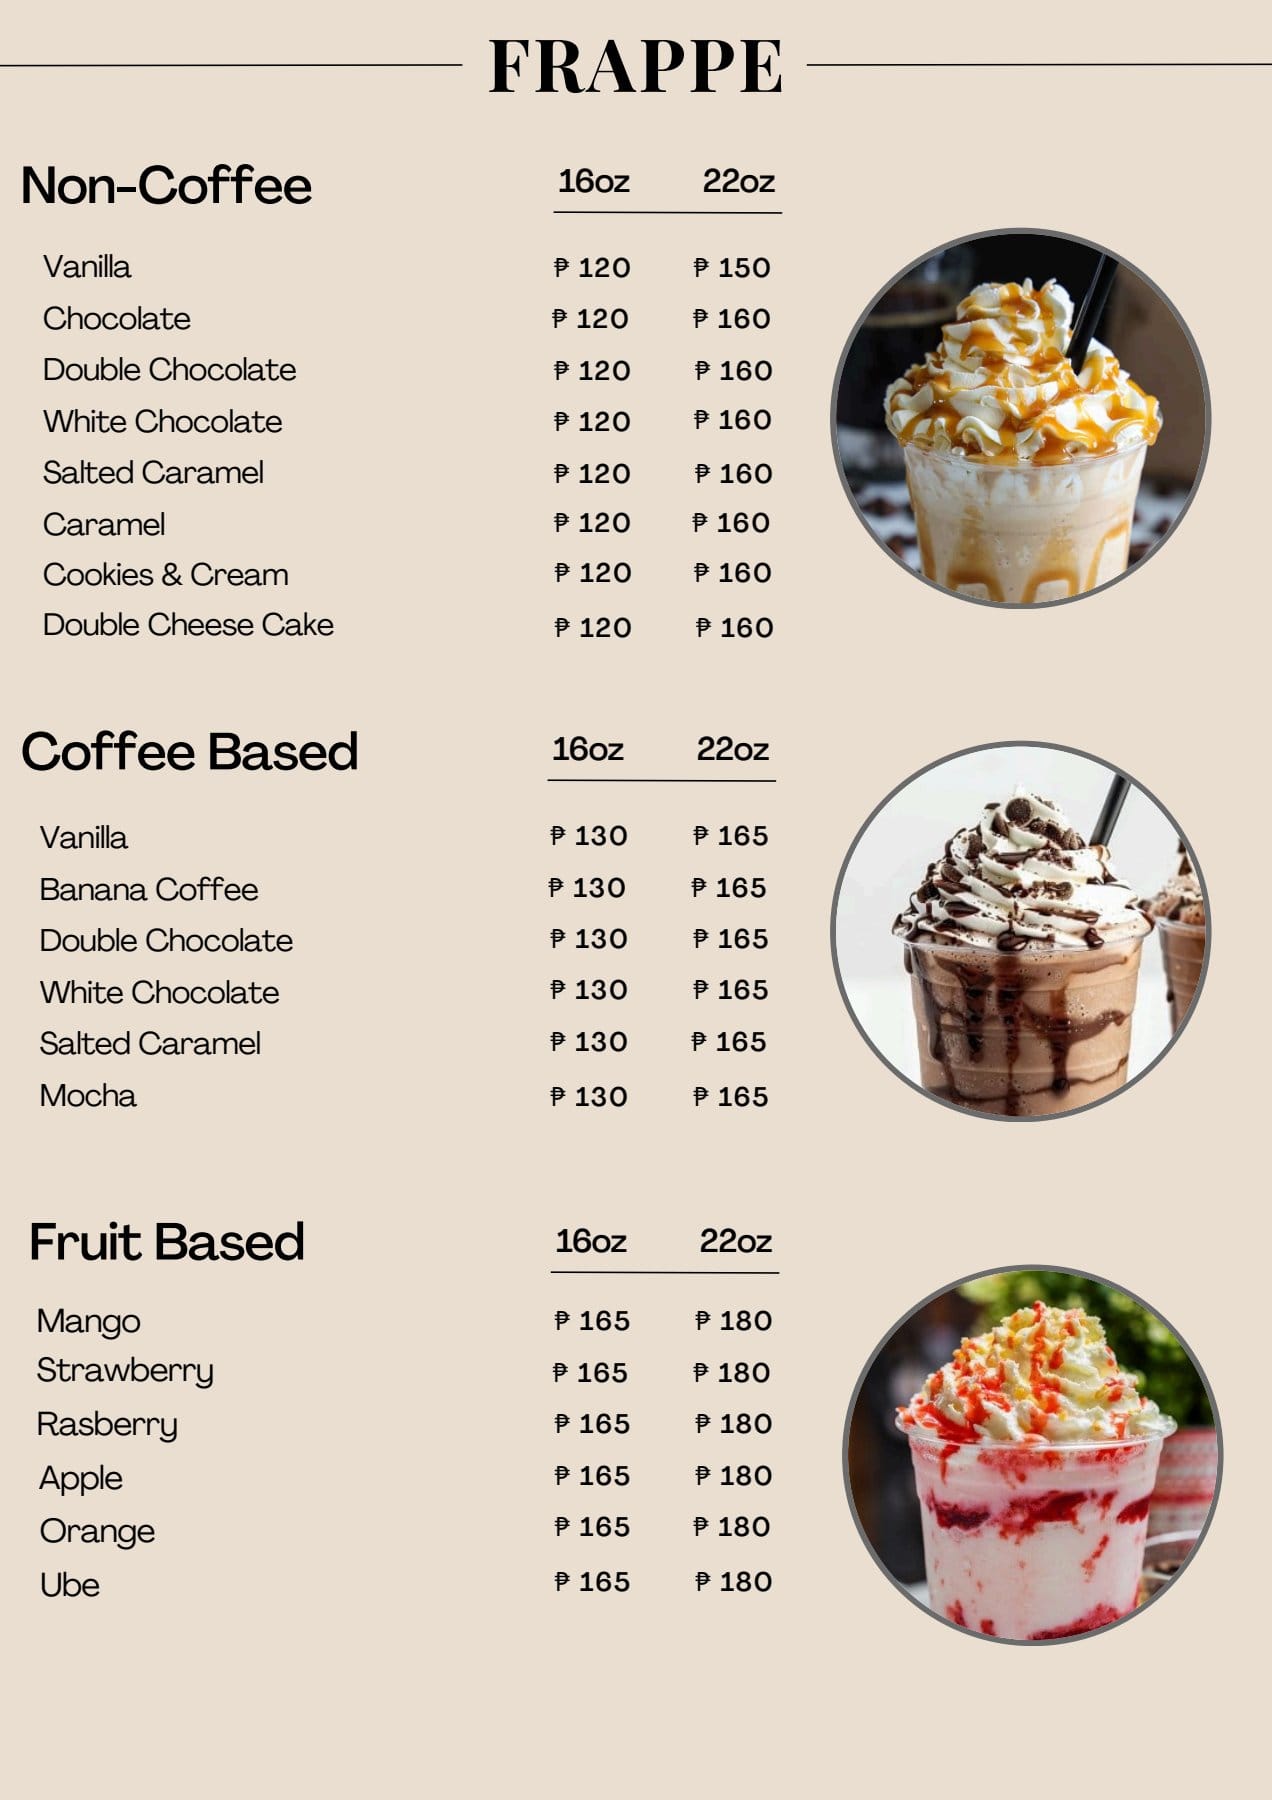 FRAPPE
Non-Coffee 16oz 22oz
Vanilla ₱ 120 ₱ 150
Chocolate ₱ 120 ₱ 160
Double Chocolate ₱ 120 ₱ 160
White Chocolate ₱ 120 ₱ 160
Salted Caramel ₱ 120 ₱ 160
Caramel ₱ 120 ₱ 160
Cookies & Cream ₱ 120 ₱ 160
Double Cheese Cake ₱ 120 ₱ 160
Coffee Based 16oz 22oz
Vanilla ₱ 130 ₱ 165
Banana Coffee ₱ 130 ₱ 165
Double Chocolate ₱ 130 ₱ 165
White Chocolate ₱ 130 ₱ 165
Salted Caramel ₱ 130 ₱ 165
Mocha ₱ 130 ₱ 165
Fruit Based 16oz 22oz
Mango ₱ 165 ₱ 180
Strawberry ₱ 165 ₱ 180
Rasberry ₱ 165 ₱ 180
Apple ₱ 165 ₱ 180
Orange ₱ 165 ₱ 180
Ube ₱ 165 ₱ 180